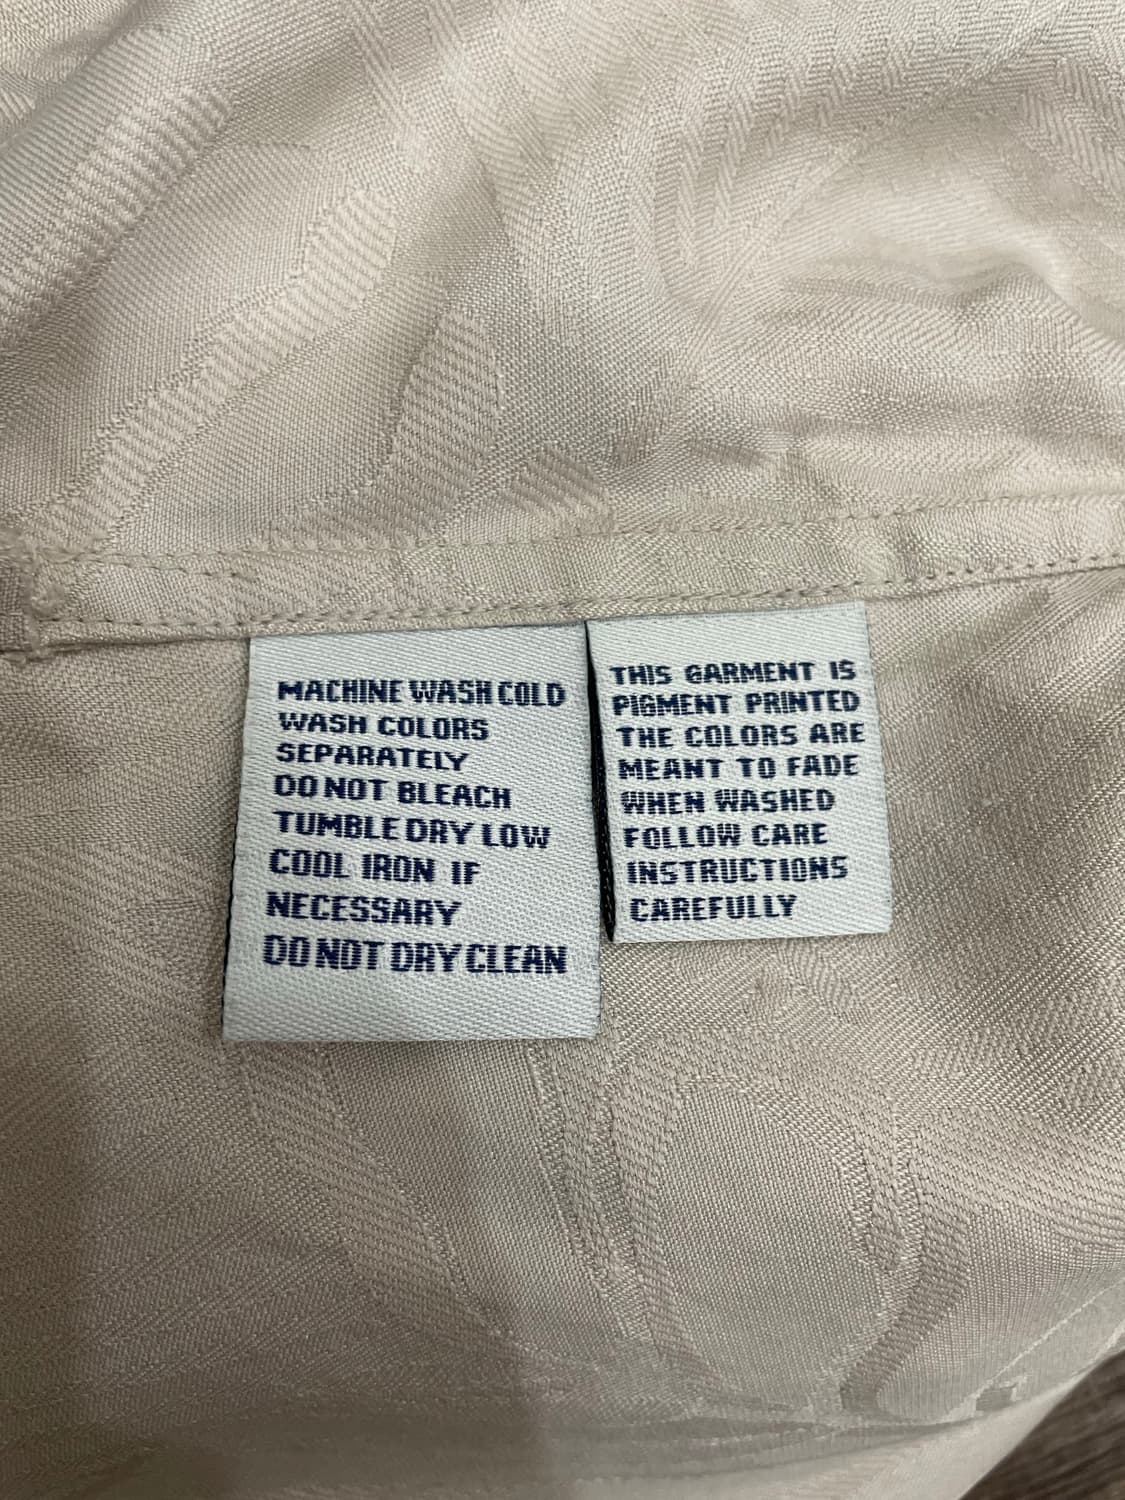 MACHINE WASH COLD
WASH COLORS
SEPARATELY
DO NOT BLEACH
TUMBLE DRY LOW
COOL IRON IF
NECESSARY
DO NOT DRY CLEAN
THIS GARMENT IS
PIGMENT PRINTED
THE COLORS ARE
MEANT TO FADE
WHEN WASHED
FOLLOW CARE
INSTRUCTIONS
CAREFULLY